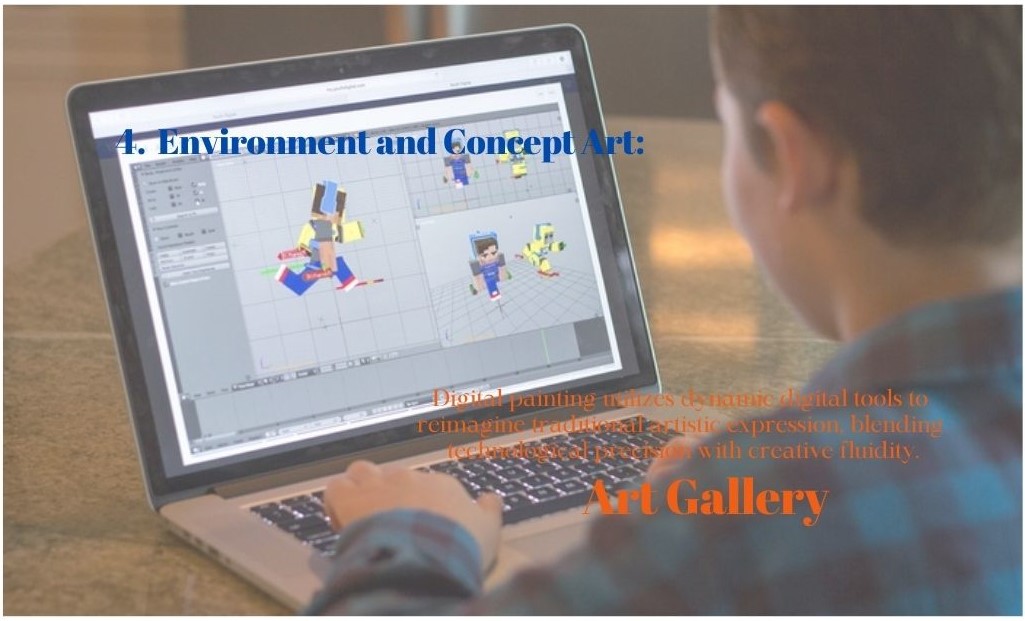 4. Environment and Concept Art:
Digital painting utilizes dynamic digital tools to
reimagine traditional artistic expression, blending
technological precision with creative fluidity.
Art Gallery